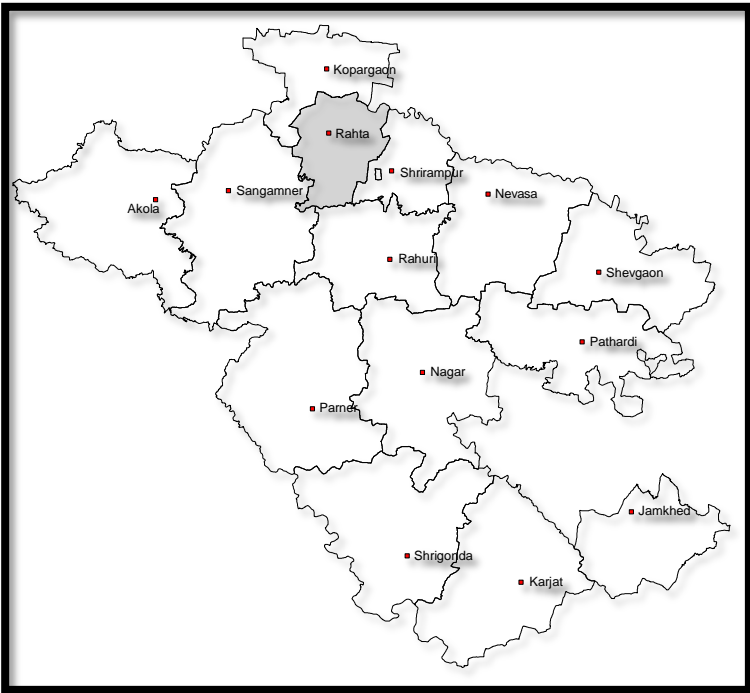 Kopargaon
Rahta
Shrirampur
Sangamner
Nevasa
Akola
Rahuri
Shevgaon
Pathardi
Nagar
Parner
Jamkhed
Shrigonda
Karjat